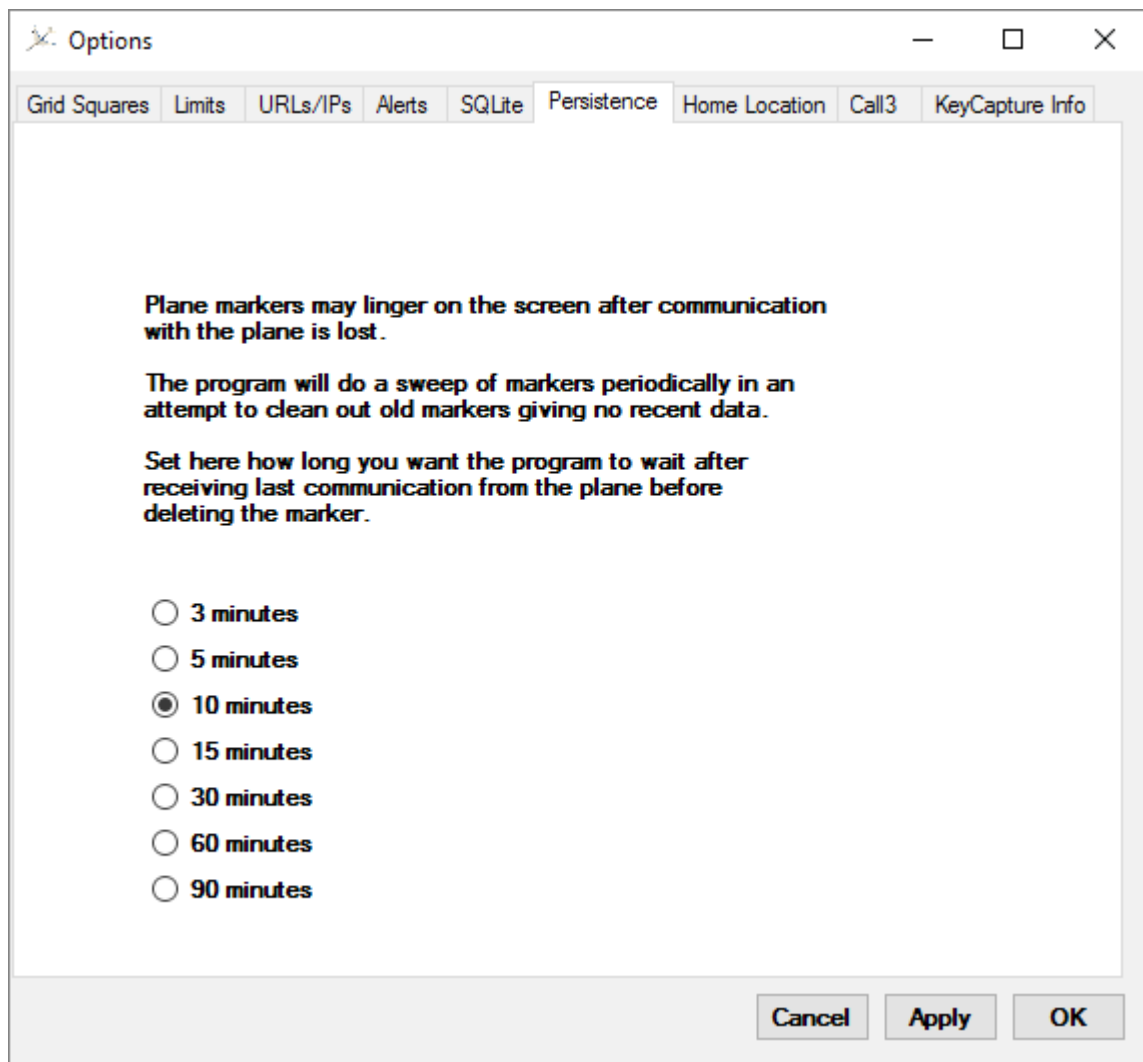 Options
Grid Squares Limits URLs/IPs Alerts SQLite Persistence Home Location Call3 KeyCapture Info
Plane markers may linger on the screen after communication
with the plane is lost.
The program will do a sweep of markers periodically in an
attempt to clean out old markers giving no recent data.
Set here how long you want the program to wait after
receiving last communication from the plane before
deleting the marker.
3 minutes
5 minutes
10 minutes
15 minutes
30 minutes
60 minutes
90 minutes
Cancel Apply OK